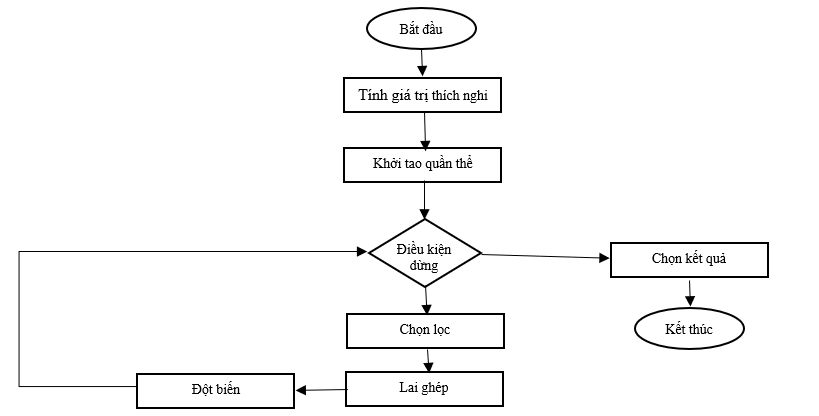 Bắt đầu
Tính giá trị thích nghi
Khởi tao quần thể
Điều kiện
dừng
Chọn kết quả
Chọn lọc
Kết thúc
Lai ghép
Đột biến